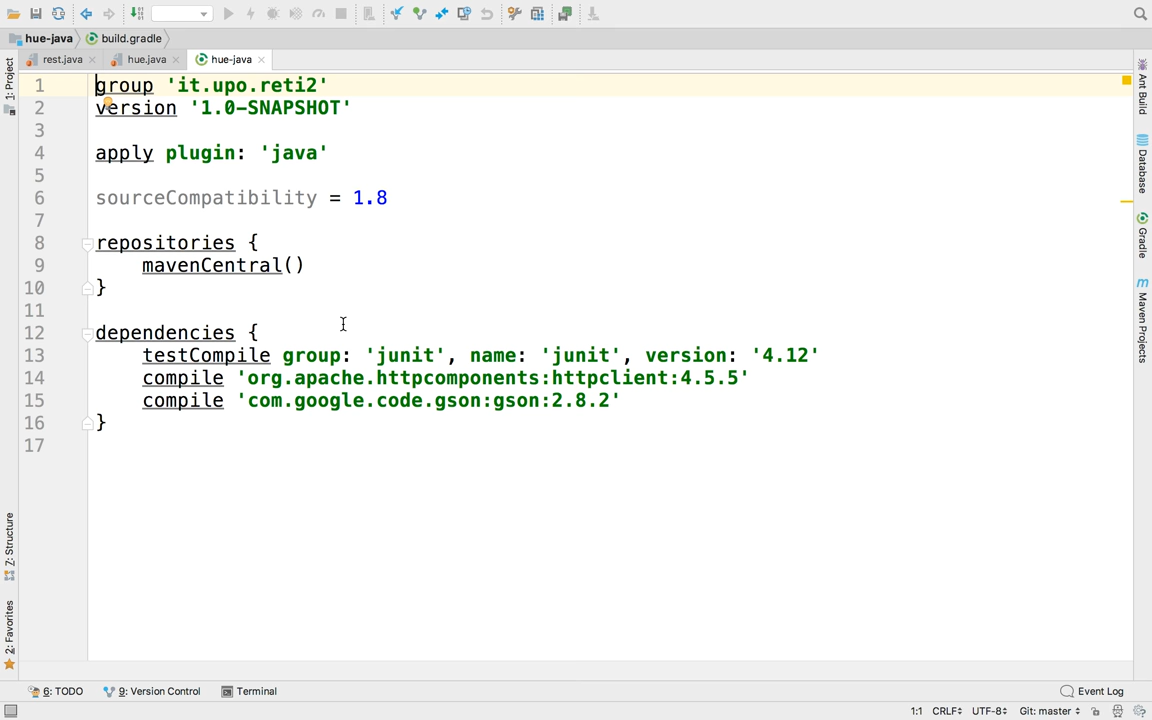 hue-java
build.gradle
rest.java
hue.java
hue-java
1: Project
1
group 'it.upo.reti2'
2
version '1.0-SNAPSHOT'
3
4
apply plugin: 'java'
5
6
sourceCompatibility = 1.8
7
8
repositories {
9
mavenCentral()
10
}
11
12
dependencies {
13
testCompile group: 'junit', name: 'junit', version: '4.12'
14
compile 'org.apache.httpcomponents:httpclient:4.5.5'
15
compile 'com.google.code.gson:gson:2.8.2'
16
}
17
Ant Build
Database
Gradle
m
Maven Projects
Z: Structure
2: Favorites
6: TODO
9: Version Control
Terminal
Event Log
1:1
CRLF
UTF-8
Git: master